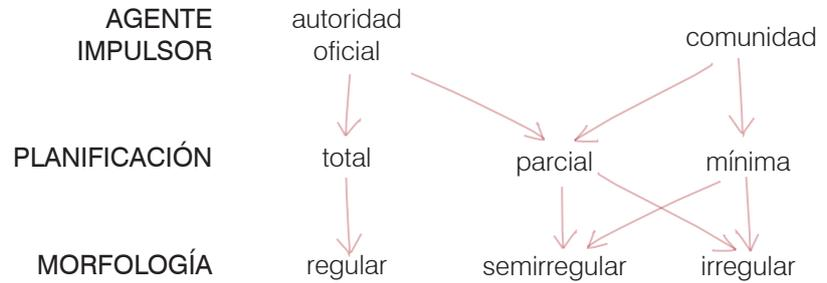 AGENTE IMPULSOR
autoridad oficial
comunidad
PLANIFICACIÓN total parcial mínima
MORFOLOGÍA regular semirregular irregular